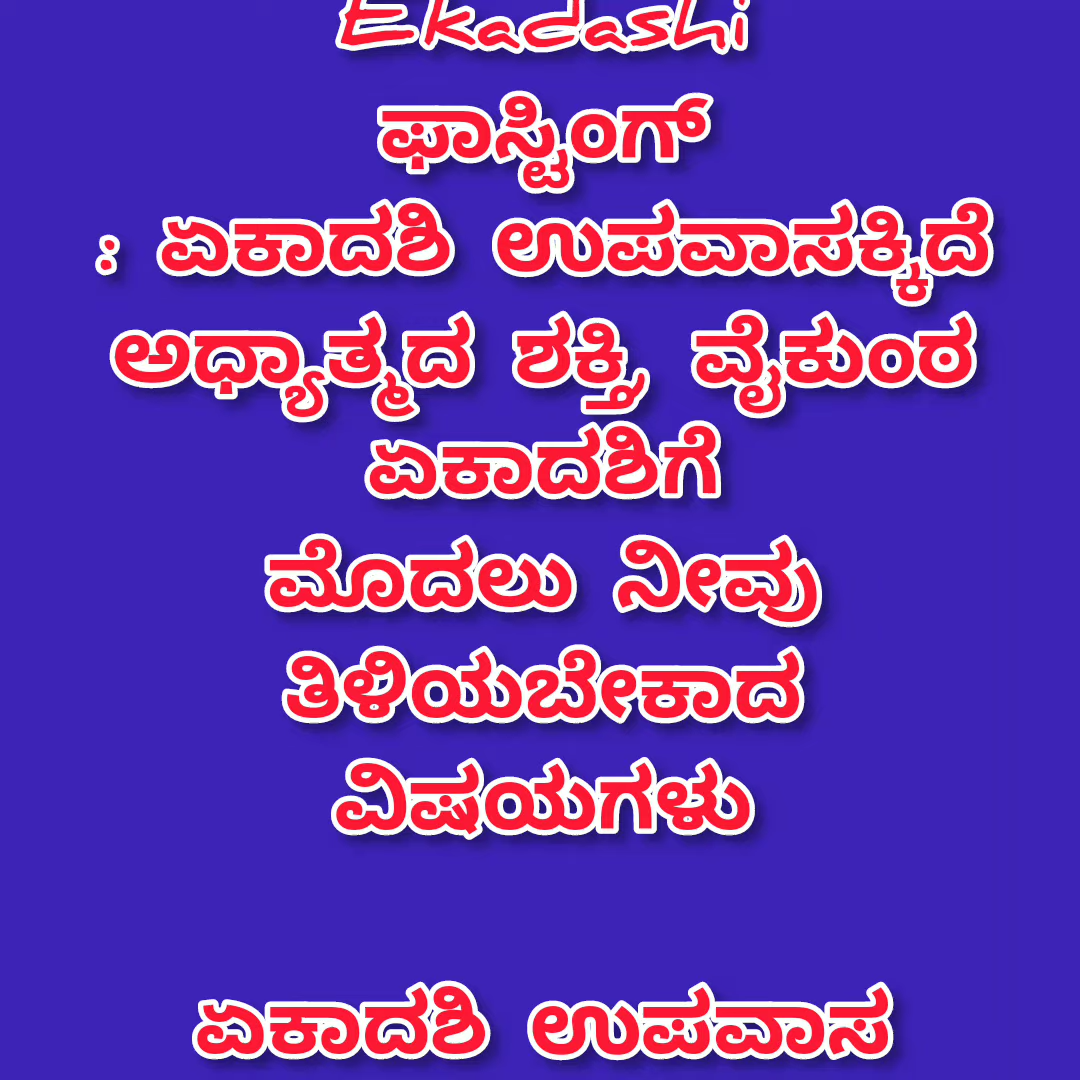 Ekadashi
ಫಾಸ್ಟಿಂಗ್
: ಏಕಾದಶಿ ಉಪವಾಸಕ್ಕಿದೆ
ಅಧ್ಯಾತ್ಮದ ಶಕ್ತಿ, ವೈಕುಂಠ
ಏಕಾದಶಿಗೆ
ಮೊದಲು ನೀವು
ತಿಳಿಯಬೇಕಾದ
ವಿಷಯಗಳು
ಏಕಾದಶಿ ಉಪವಾಸ